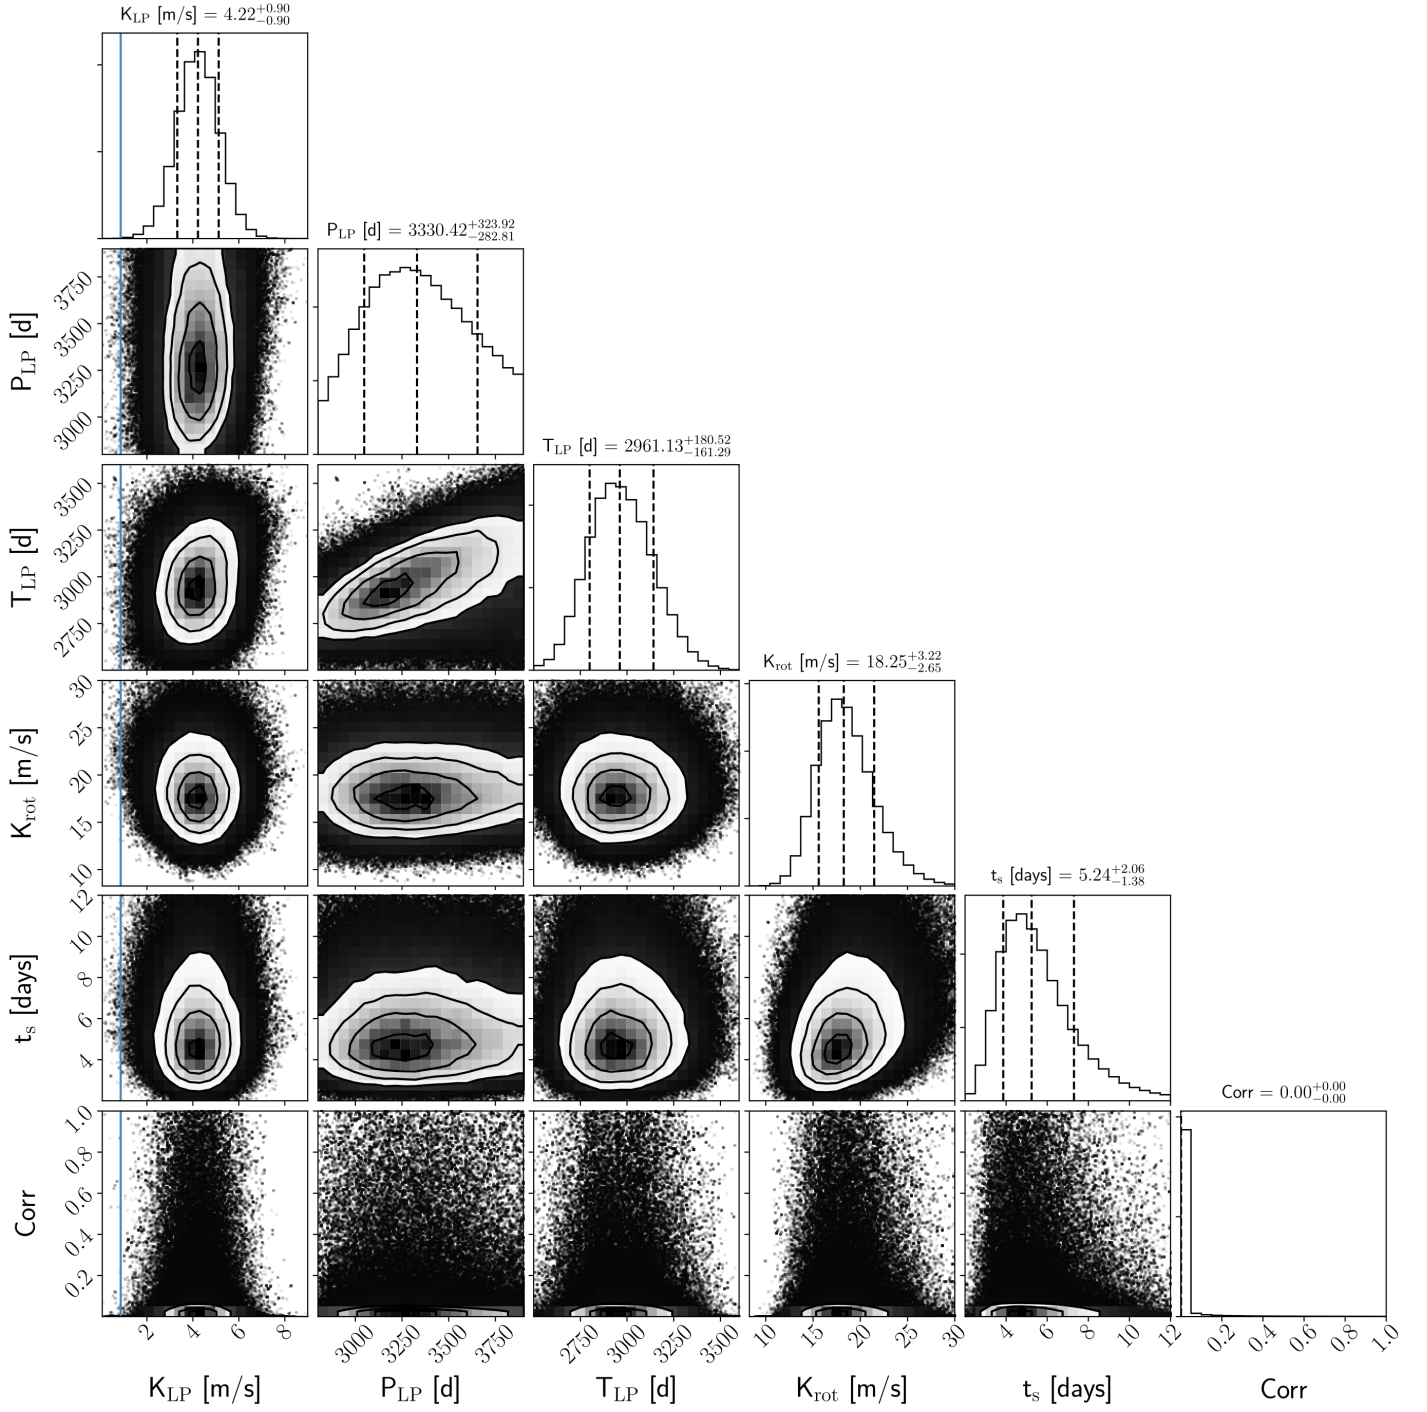 K_LP [m/s] = 4.22^{+0.90}_{-0.90}
P_LP [d] = 3330.42^{+323.92}_{-282.81}
3750
3500
3250
3000
P_LP [d]
T_LP [d] = 2961.13^{+180.52}_{-161.29}
3500
3250
3000
2750
T_LP [d]
K_rot [m/s] = 18.25^{+3.22}_{-2.65}
30
25
20
15
10
K_rot [m/s]
t_s [days] = 5.24^{+2.06}_{-1.38}
12
10
8
6
4
t_s [days]
Corr = 0.00^{+0.00}_{-0.00}
1.0
0.8
0.6
0.4
0.2
Corr
2 4 6 8
3000 3250 3500 3750
2750 3000 3250 3500
10 15 20 25 30
4 6 8 10 12
0.2 0.4 0.6 0.8 1.0
K_LP [m/s]
P_LP [d]
T_LP [d]
K_rot [m/s]
t_s [days]
Corr